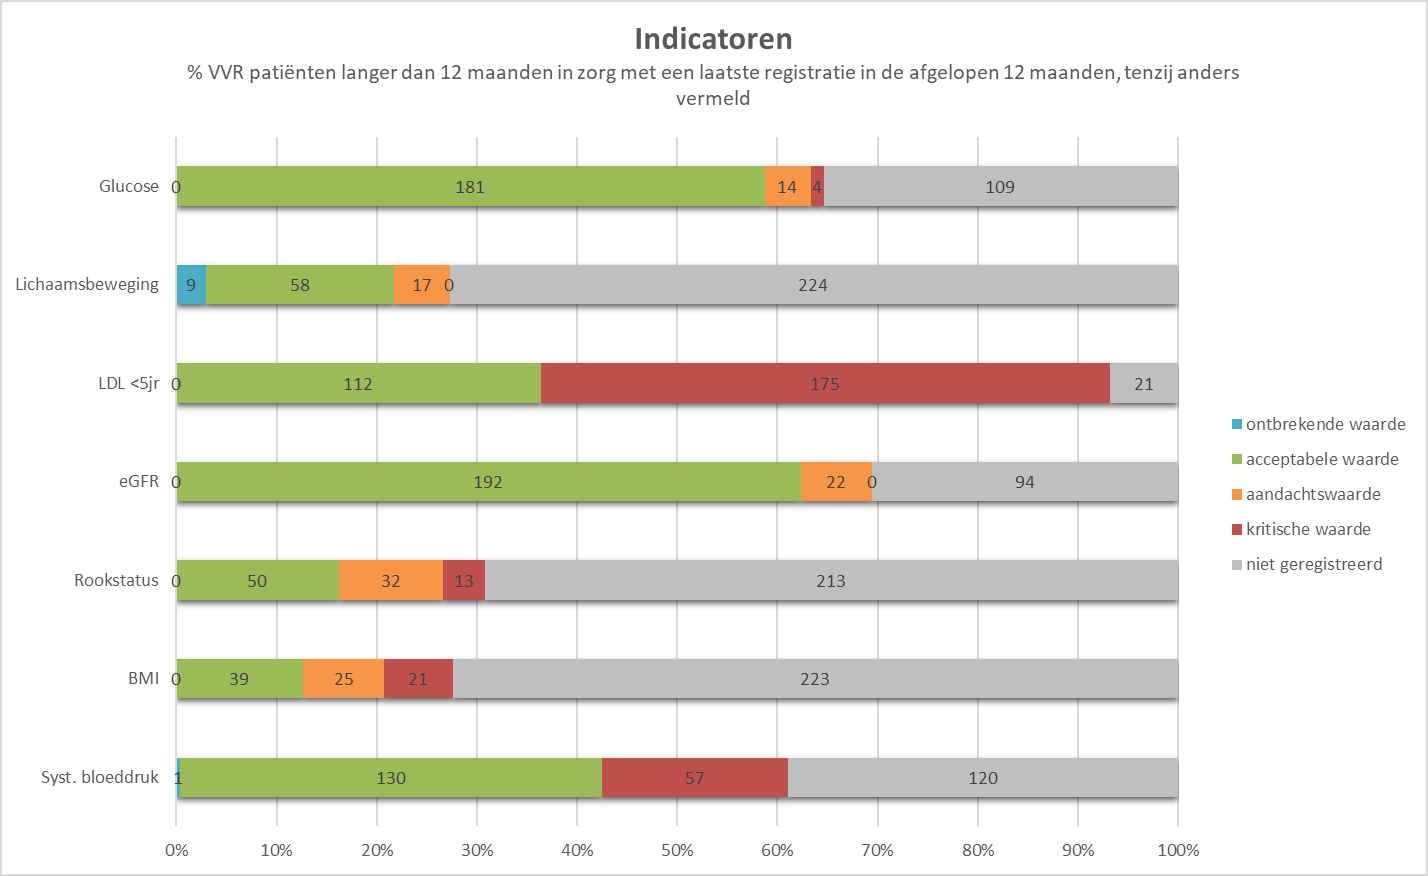 Indicatoren
% VVR patiënten langer dan 12 maanden in zorg met een laatste registratie in de afgelopen 12 maanden, tenzij anders
vermeld
Glucose 0 181 14 4 109
Lichaamsbeweging 9 58 17 0 224
LDL <5jr 0 112 175 21
eGFR 0 192 22 0 94
Rookstatus 0 50 32 13 213
BMI 0 39 25 21 223
Syst. bloeddruk 1 130 57 120
0% 10% 20% 30% 40% 50% 60% 70% 80% 90% 100%
ontbrekende waarde
acceptabele waarde
aandachtswaarde
kritische waarde
niet geregistreerd